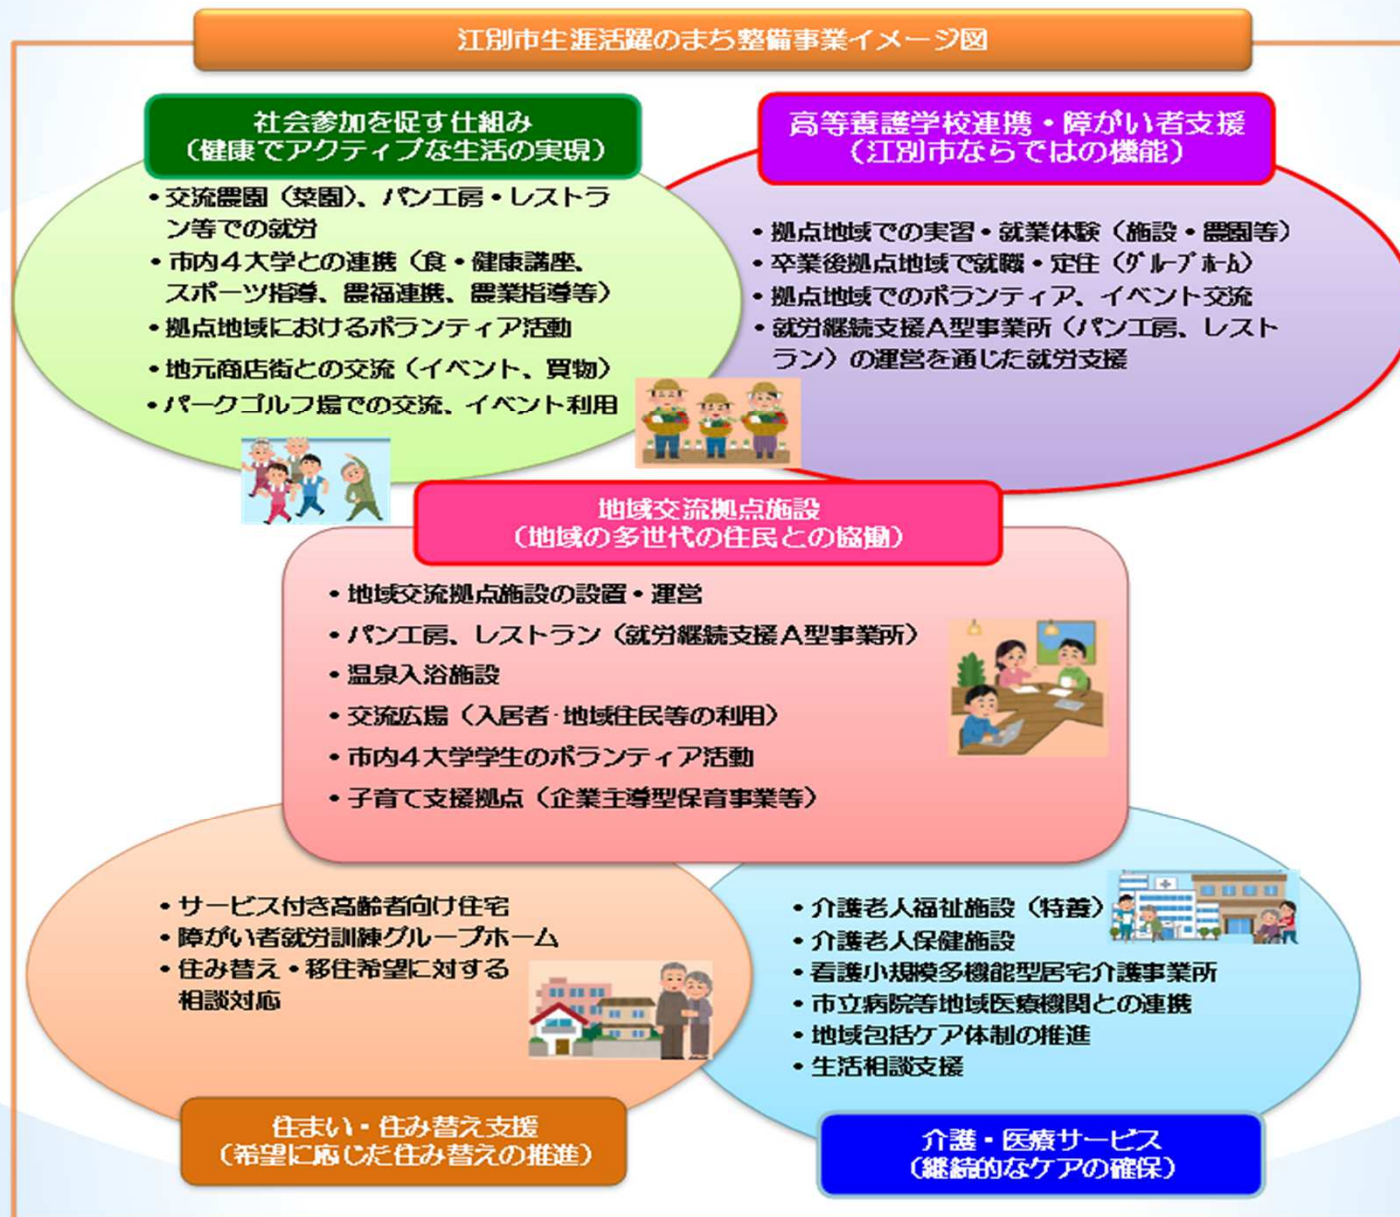 江別市生涯活躍のまち整備事業イメージ図
社会参加を促す仕組み
（健康でアクティブな生活の実現）
・交流農園（菜園）、パン工房・レストラ
ン等での就労
・市内４大学との連携（食・健康講座、
スポーツ指導、農福連携、農業指導等）
・拠点地域におけるボランティア活動
・地元商店街との交流（イベント、買物）
・パークゴルフ場での交流、イベント利用
高等養護学校連携・障がい者支援
（江別市ならではの機能）
・拠点地域での実習・就業体験（施設・農園等）
・卒業後拠点地域で就職・定住（ｸﾞﾙｰﾌﾟﾎｰﾑ）
・拠点地域でのボランティア、イベント交流
・就労継続支援Ａ型事業所（パン工房、レスト
ラン）の運営を通じた就労支援
地域交流拠点施設
（地域の多世代の住民との協働）
・地域交流拠点施設の設置・運営
・パン工房、レストラン（就労継続支援Ａ型事業所）
・温泉入浴施設
・交流広場（入居者・地域住民等の利用）
・市内４大学学生のボランティア活動
・子育て支援拠点（企業主導型保育事業等）
・サービス付き高齢者向け住宅
・障がい者就労訓練グループホーム
・住み替え・移住希望に対する
相談対応
住まい・住み替え支援
（希望に応じた住み替えの推進）
・介護老人福祉施設（特養）
・介護老人保健施設
・看護小規模多機能型居宅介護事業所
・市立病院等地域医療機関との連携
・地域包括ケア体制の推進
・生活相談支援
介護・医療サービス
（継続的なケアの確保）